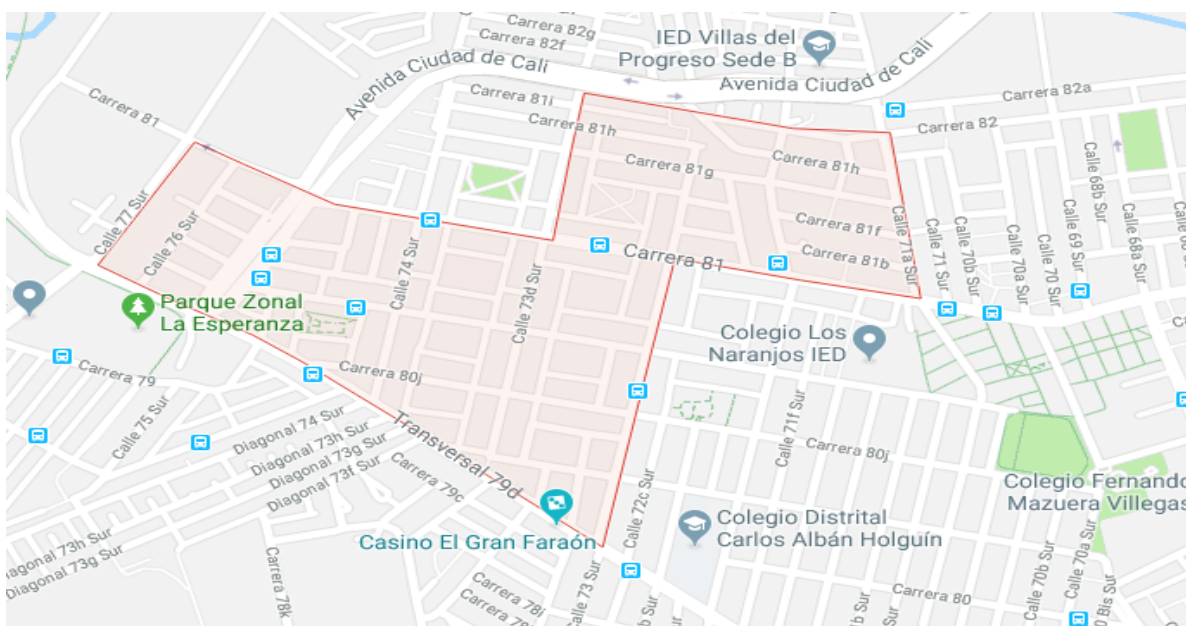 Carrera 82g
Carrera 82f
IED Villas del
Progreso Sede B
Avenida Ciudad de Cali
Avenida Ciudad de Cali
Carrera 81
Carrera 81i
Carrera 82a
Carrera 81h
Carrera 82
Carrera 81g
Carrera 81h
Calle 68b Sur
Calle 77 Sur
Calle 76 Sur
Carrera 81f
Calle 71a Sur
Calle 71 Sur
Calle 70b Sur
Calle 70a Sur
Calle 70 Sur
Calle 69 Sur
Calle 68a Sur
Calle 74 Sur
Calle 73d Sur
Carrera 81
Carrera 81b
Parque Zonal
La Esperanza
Colegio Los
Naranjos IED
Carrera 79
Carrera 80j
Calle 75 Sur
Diagonal 74 Sur
Diagonal 73h Sur
Diagonal 73g Sur
Diagonal 73f Sur
Transversal 79d
Carrera 79c
Calle 71f Sur
Carrera 80j
Colegio Fernando
Mazuera Villegas
Calle 72c Sur
Colegio Distrital
Carlos Albán Holguín
Casino El Gran Faraón
Diagonal 73h Sur
Diagonal 73g Sur
Carrera 78k
Calle 73 Sur
Carrera 78i
Carrera 80
Calle 70b Sur
Calle 70a Sur
b Sur
b Sur
0 Bis Sur